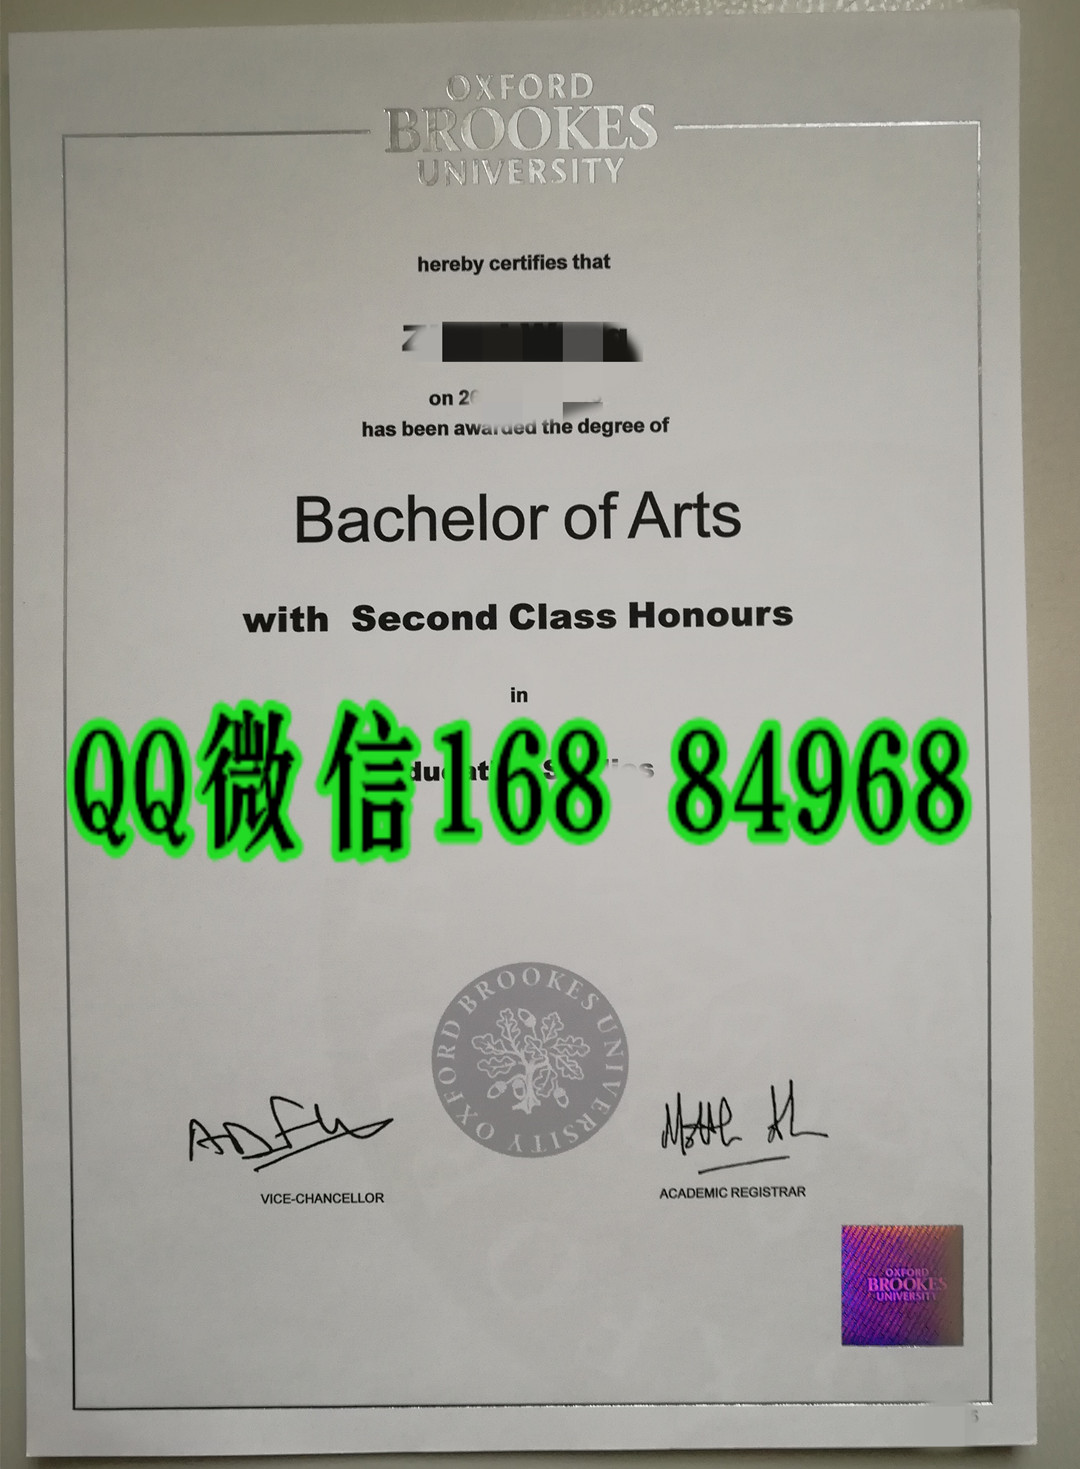 OXFORD
BROOKES
UNIVERSITY
hereby certifies that
on
has been awarded the degree of
Bachelor of Arts
with Second Class Honours
in
QQ微信168 84968
OXFORD BROOKES UNIVERSITY
VICE-CHANCELLOR
ACADEMIC REGISTRAR
OXFORD
BROOKES
UNIVERSITY